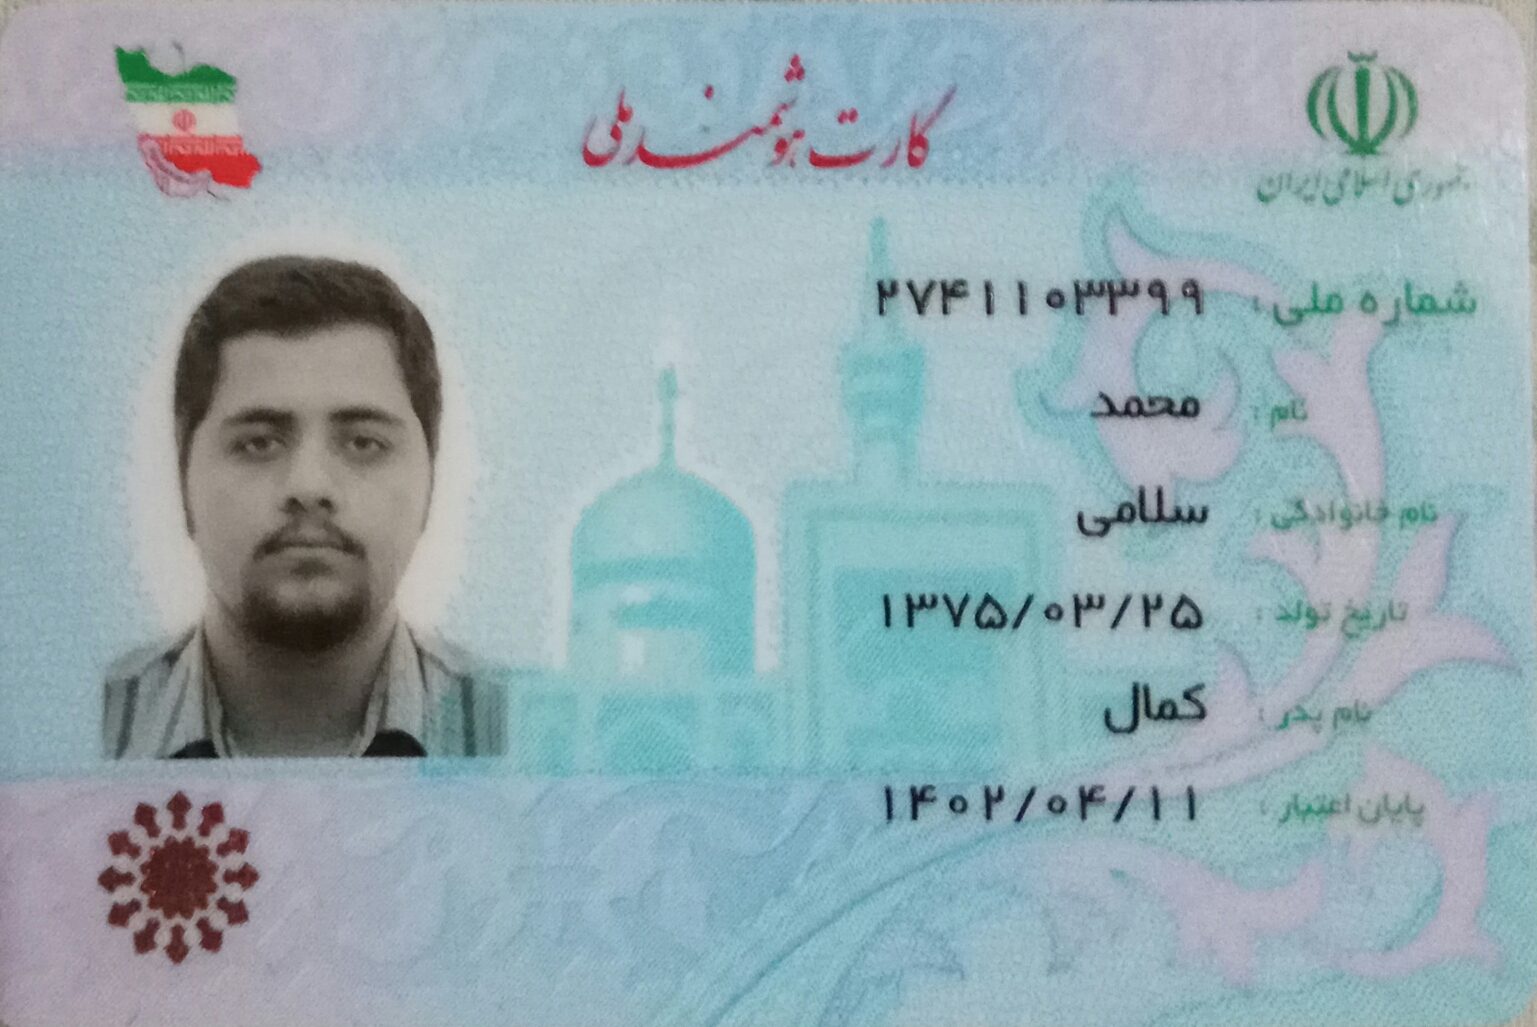 کارت هوشمند ملی
جمهوری اسلامی ایران
شماره ملی : ۲۷۴۱۱۰۳۳۹۹
نام : محمد
نام خانوادگی : سلامی
تاریخ تولد : ۱۳۷۵/۰۳/۲۵
نام پدر : کمال
پایان اعتبار : ۱۴۰۲/۰۴/۱۱